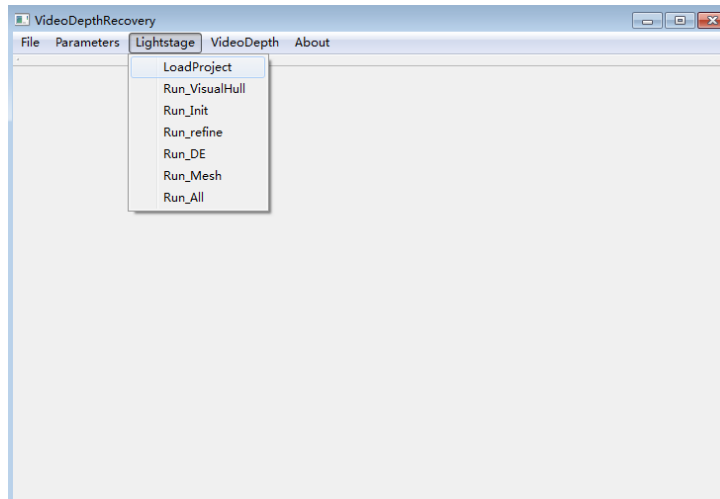 VideoDepthRecovery
File Parameters Lightstage VideoDepth About
LoadProject
Run_VisualHull
Run_Init
Run_refine
Run_DE
Run_Mesh
Run_All